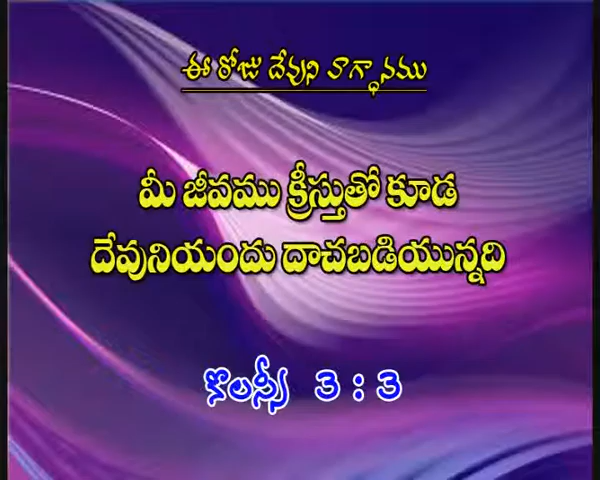 ఈ రోజు దేవుని వాగ్ధానము
మీ జీవము క్రీస్తుతో కూడ
దేవునియందు దాచబడియున్నది
కొలస్సీ 3 : 3